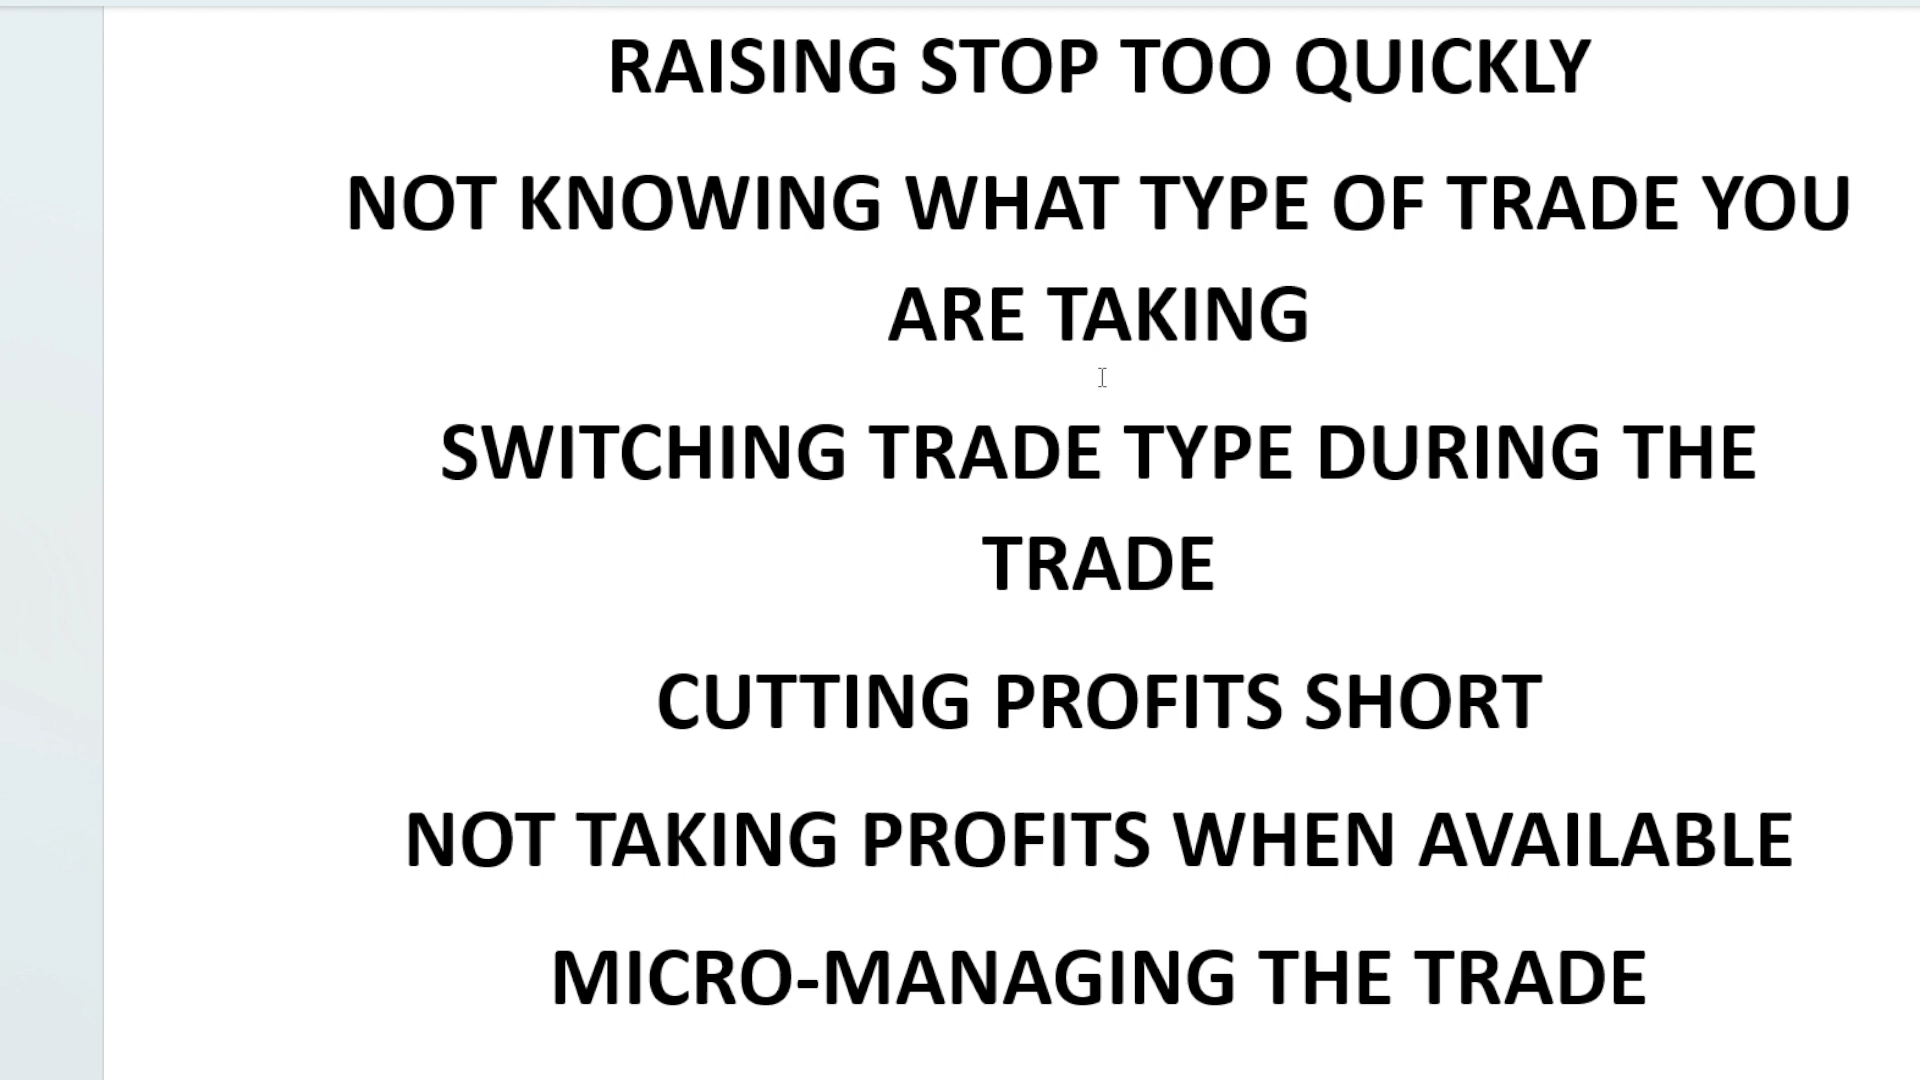 RAISING STOP TOO QUICKLY
NOT KNOWING WHAT TYPE OF TRADE YOU
ARE TAKING
SWITCHING TRADE TYPE DURING THE
TRADE
CUTTING PROFITS SHORT
NOT TAKING PROFITS WHEN AVAILABLE
MICRO-MANAGING THE TRADE